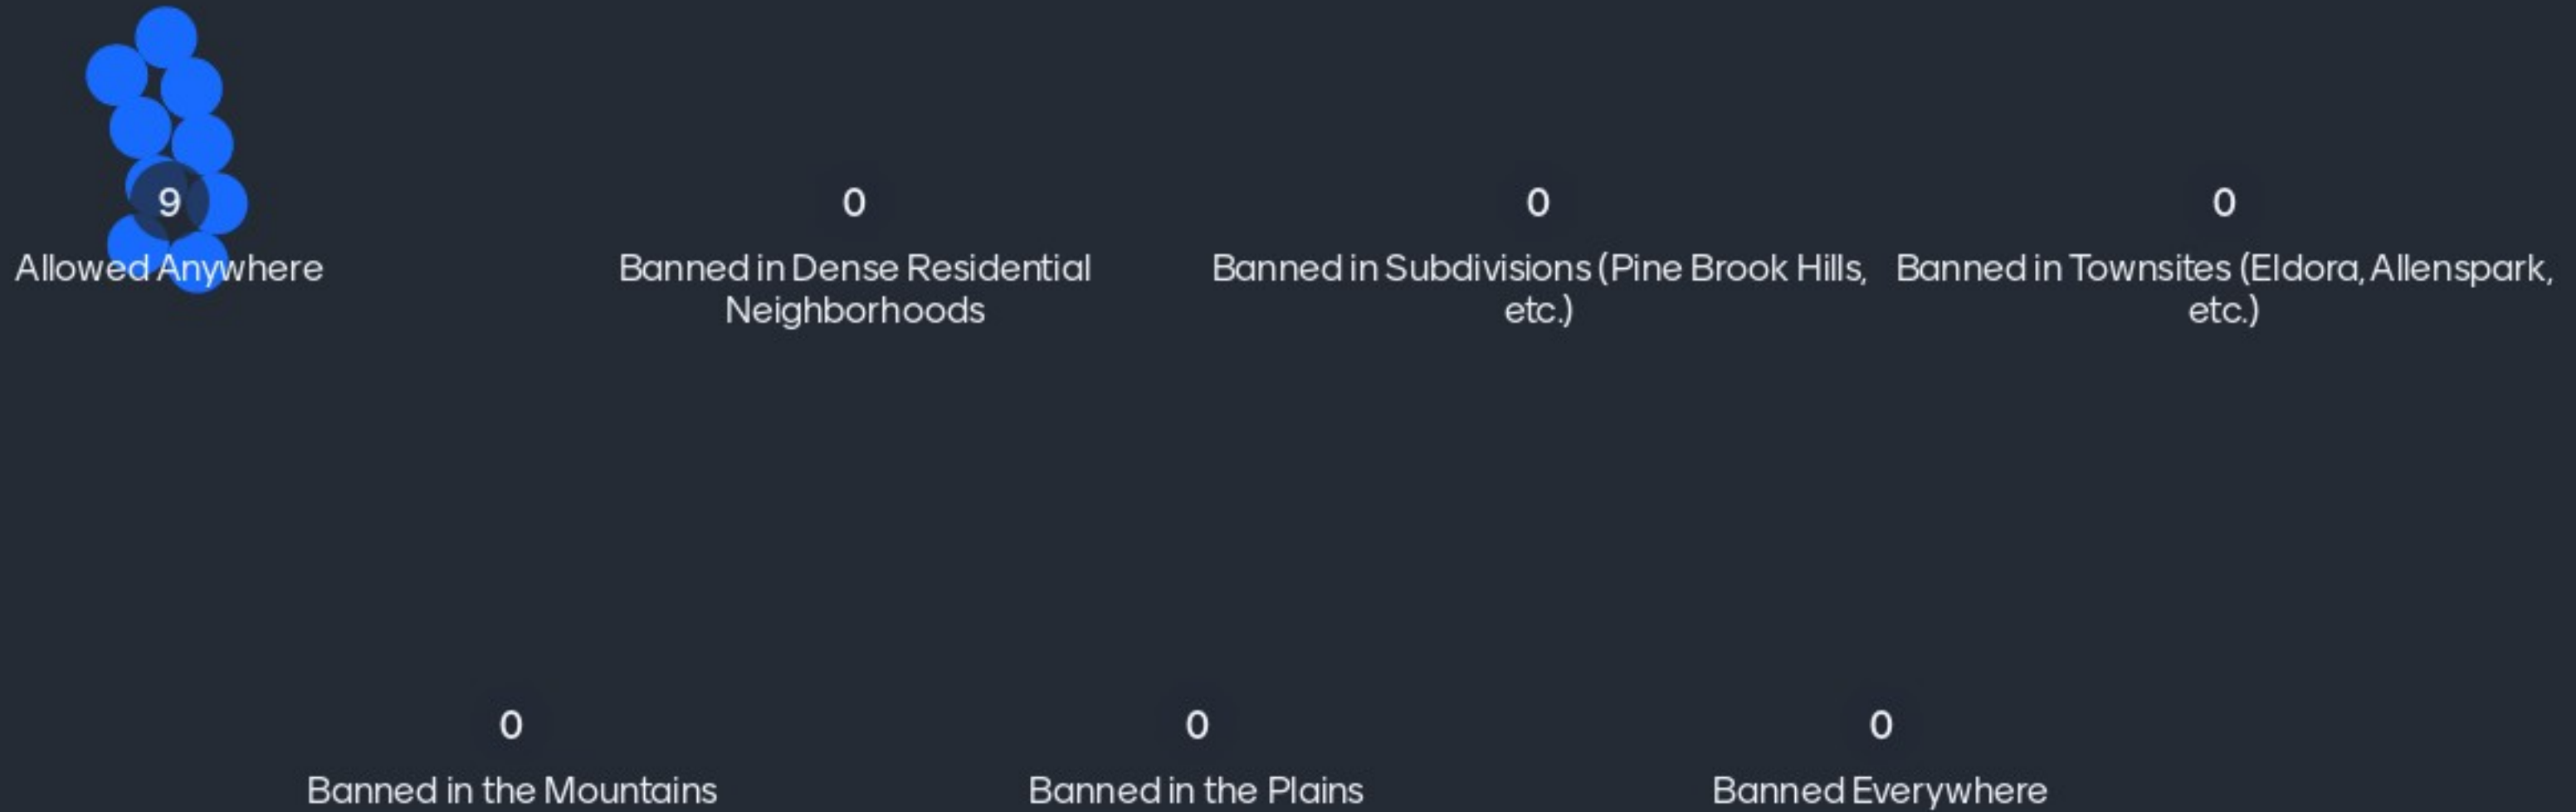 9
Allowed Anywhere
0
Banned in Dense Residential
Neighborhoods
0
Banned in Subdivisions (Pine Brook Hills,
etc.)
0
Banned in Townsites (Eldora, Allenspark,
etc.)
0
Banned in the Mountains
0
Banned in the Plains
0
Banned Everywhere